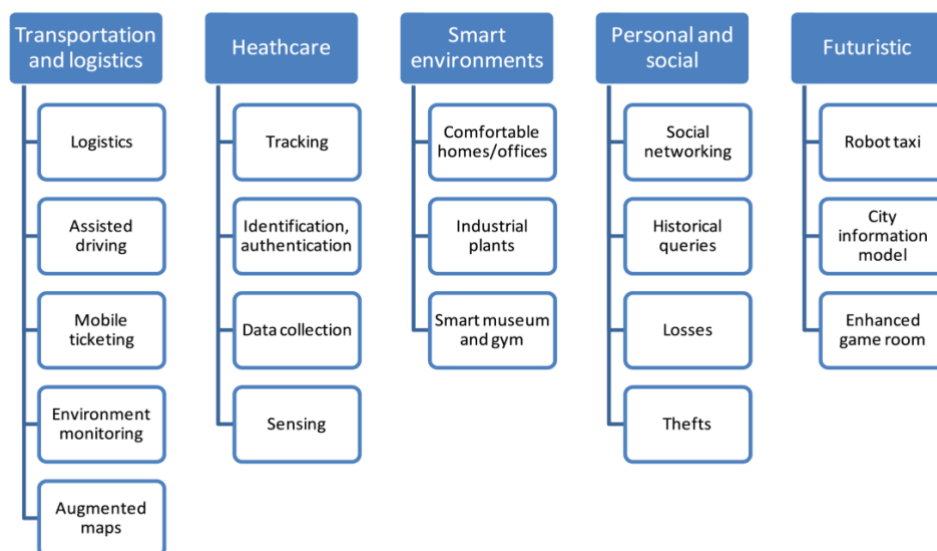 Transportation
and logistics
Logistics
Assisted
driving
Mobile
ticketing
Environment
monitoring
Augmented
maps
Heathcare
Tracking
Identification,
authentication
Data collection
Sensing
Smart
environments
Comfortable
homes/offices
Industrial
plants
Smart museum
and gym
Personal and
social
Social
networking
Historical
queries
Losses
Thefts
Futuristic
Robot taxi
City
information
model
Enhanced
game room